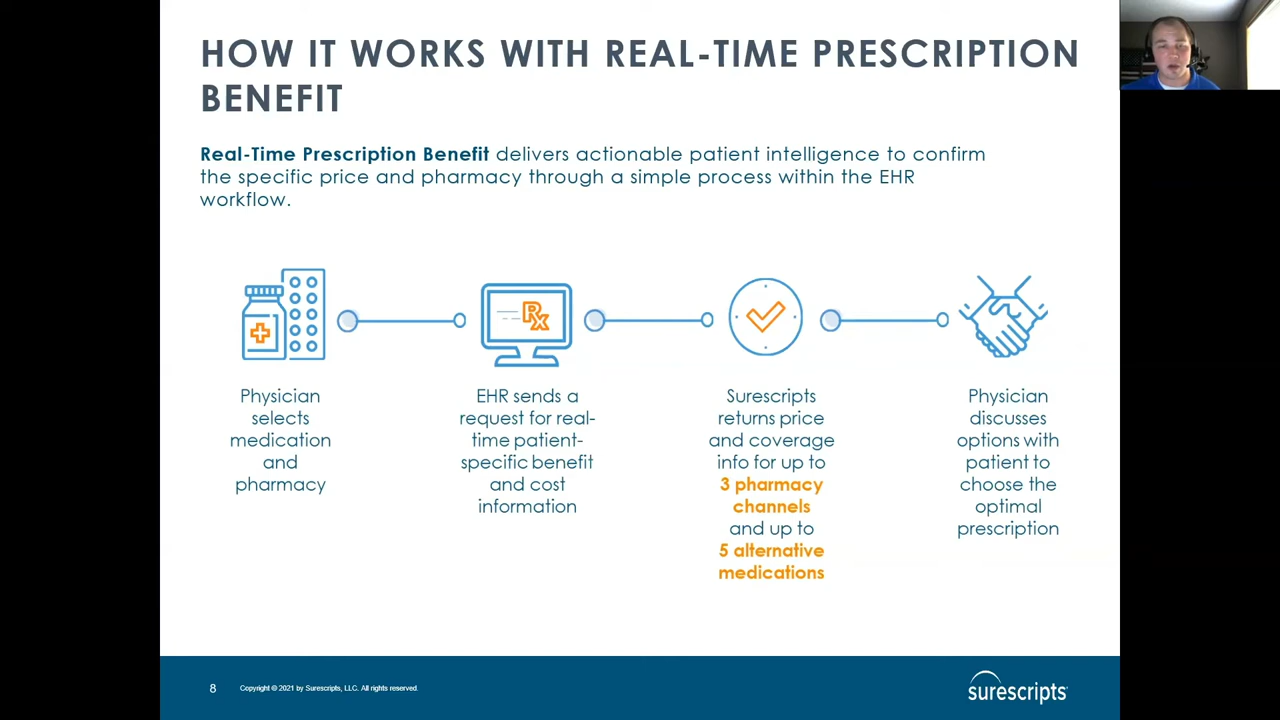 HOW IT WORKS WITH REAL-TIME PRESCRIPTION
BENEFIT
Real-Time Prescription Benefit delivers actionable patient intelligence to confirm
the specific price and pharmacy through a simple process within the EHR
workflow.
Rx
Physician
selects
medication
and
pharmacy
EHR sends a
request for real-
time patient-
specific benefit
and cost
information
Surescripts
returns price
and coverage
info for up to
3 pharmacy
channels
and up to
5 alternative
medications
Physician
discusses
options with
patient to
choose the
optimal
prescription
8
Copyright © 2021 by Surescripts, LLC. All rights reserved.
surescripts